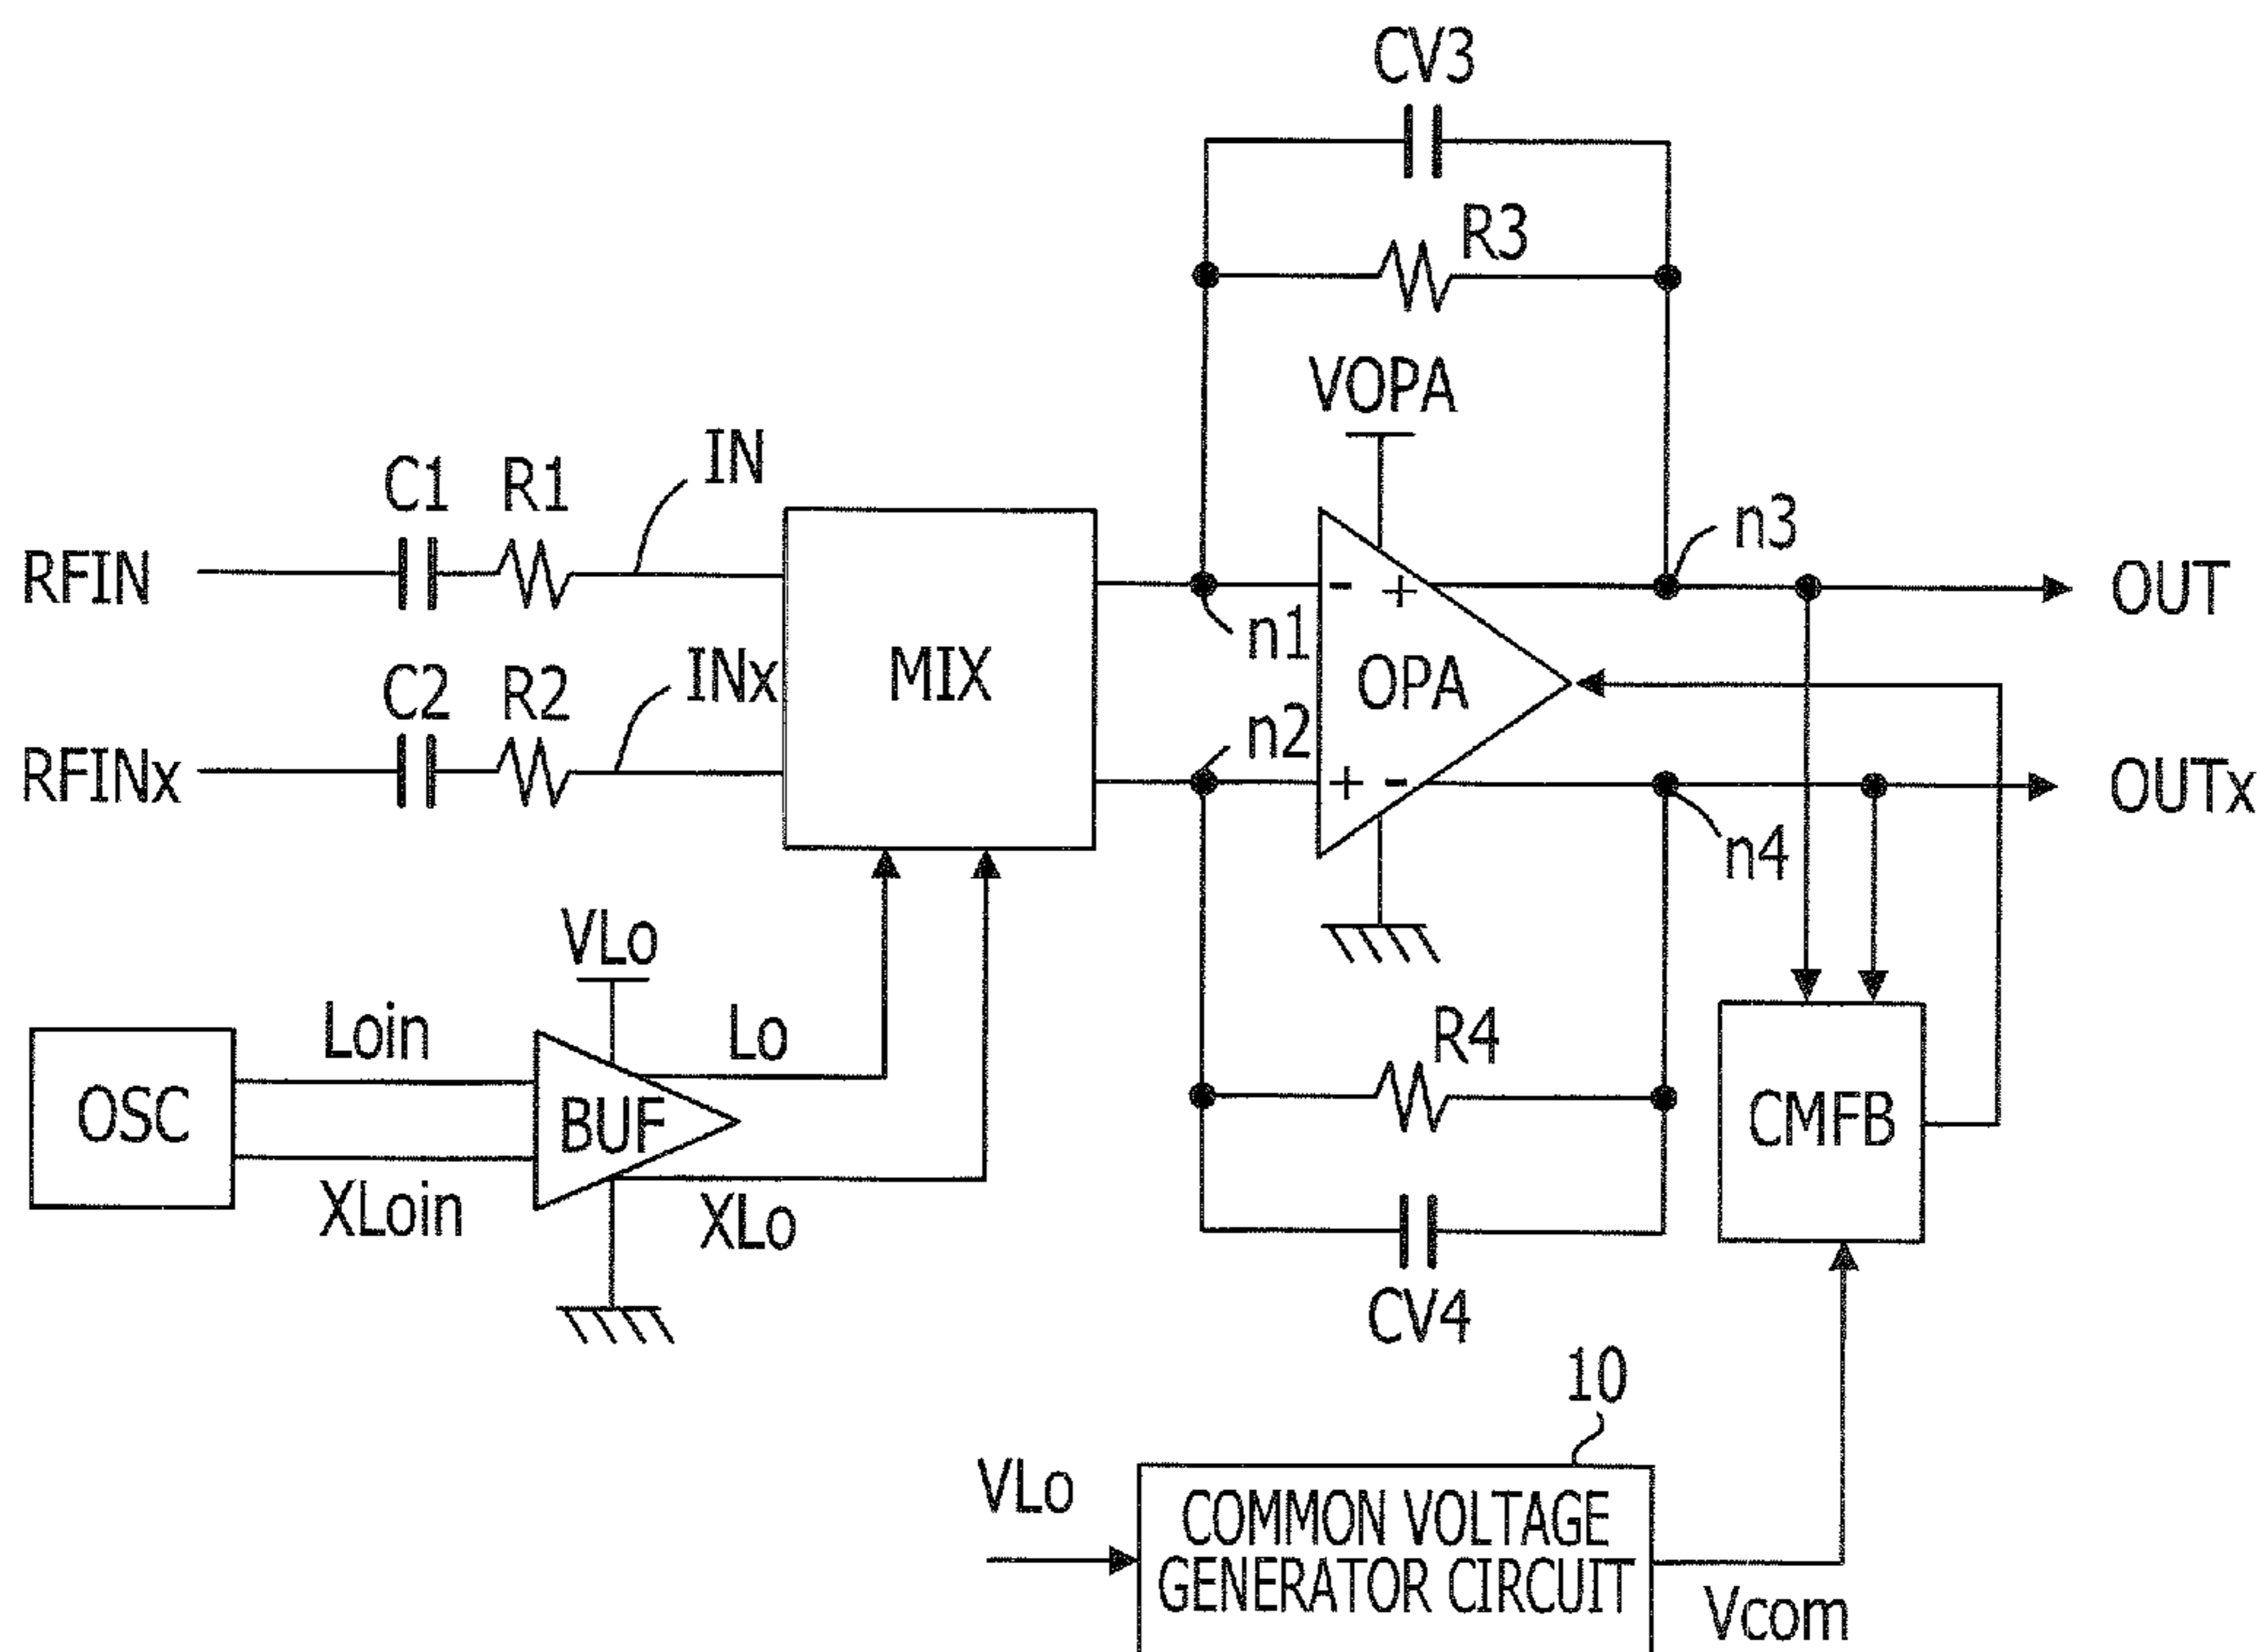 CV3
R3
VOPA
C1
R1
IN
RFIN
MIX
n1
-
+
OPA
n3
OUT
C2
R2
INx
RFINx
n2
+
-
n4
OUTx
VLo
OSC
Loin
XLoin
BUF
Lo
XLo
R4
CV4
CMFB
10
VLo
COMMON VOLTAGE
GENERATOR CIRCUIT
Vcom